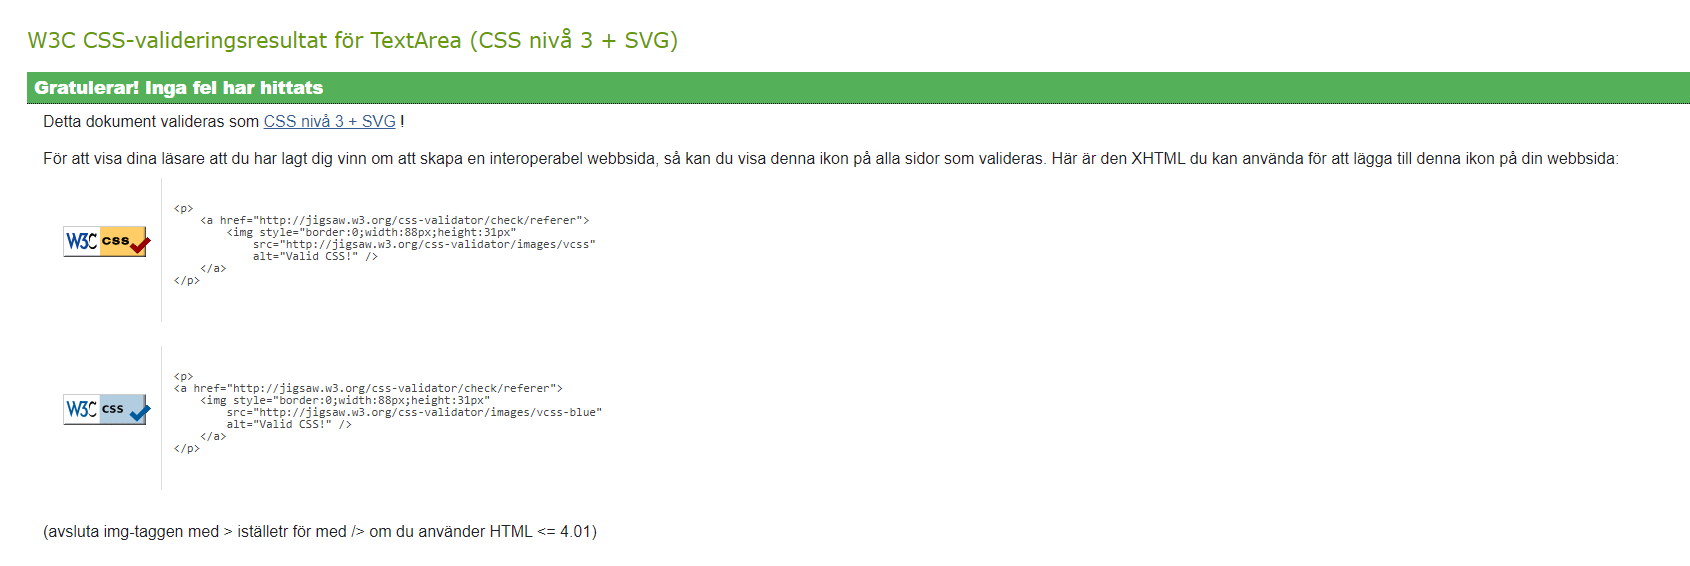 W3C CSS-valideringsresultat för TextArea (CSS nivå 3 + SVG)
Gratulerar! Inga fel har hittats
Detta dokument valideras som CSS nivå 3 + SVG !
För att visa dina läsare att du har lagt dig vinn om att skapa en interoperabel webbsida, så kan du visa denna ikon på alla sidor som valideras. Här är den XHTML du kan använda för att lägga till denna ikon på din webbsida:
W3C css
<p>
    <a href="http://jigsaw.w3.org/css-validator/check/referer">
        <img style="border:0;width:88px;height:31px"
            src="http://jigsaw.w3.org/css-validator/images/vcss"
            alt="Valid CSS!" />
    </a>
</p>
W3C css
<p>
<a href="http://jigsaw.w3.org/css-validator/check/referer">
    <img style="border:0;width:88px;height:31px"
        src="http://jigsaw.w3.org/css-validator/images/vcss-blue"
        alt="Valid CSS!" />
    </a>
</p>
(avsluta img-taggen med > iställetr för med /> om du använder HTML <= 4.01)